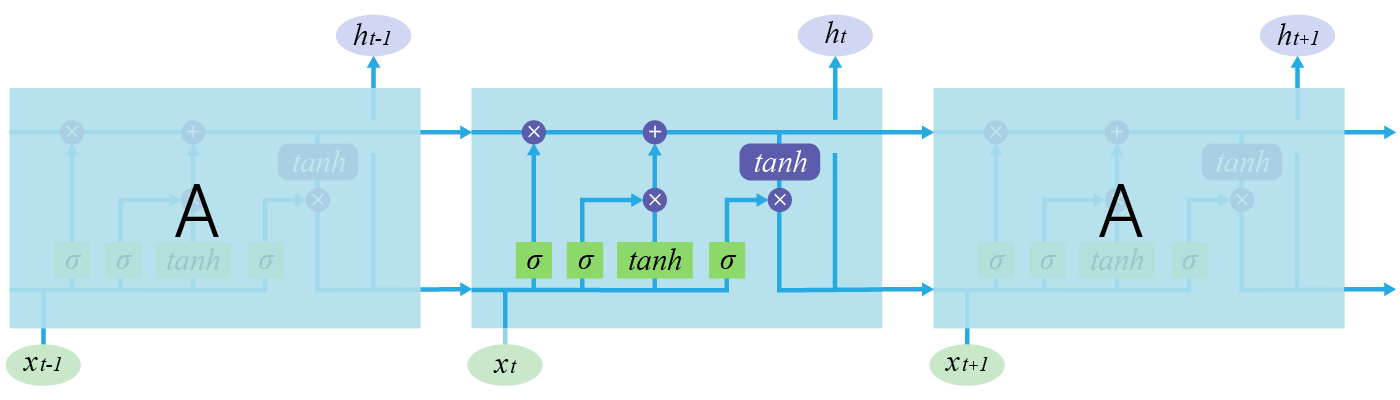 ht-1 ht ht+1
× + × + × +
tanh tanh tanh
A × × A
× ×
σ σ tanh σ σ σ tanh σ σ σ tanh σ
xt-1 xt xt+1